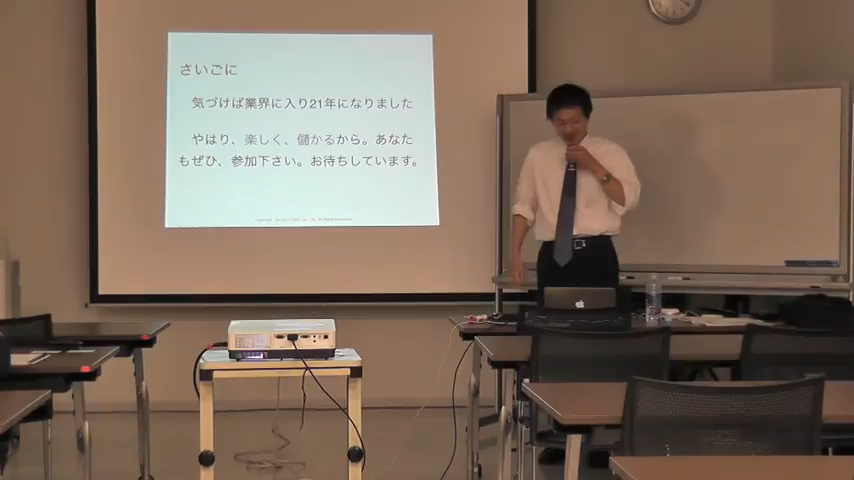 さいごに
気づけば業界に入り21年になりました
やはり、楽しく、儲かるから。あなた
もぜひ、参加下さい。お待ちしています。